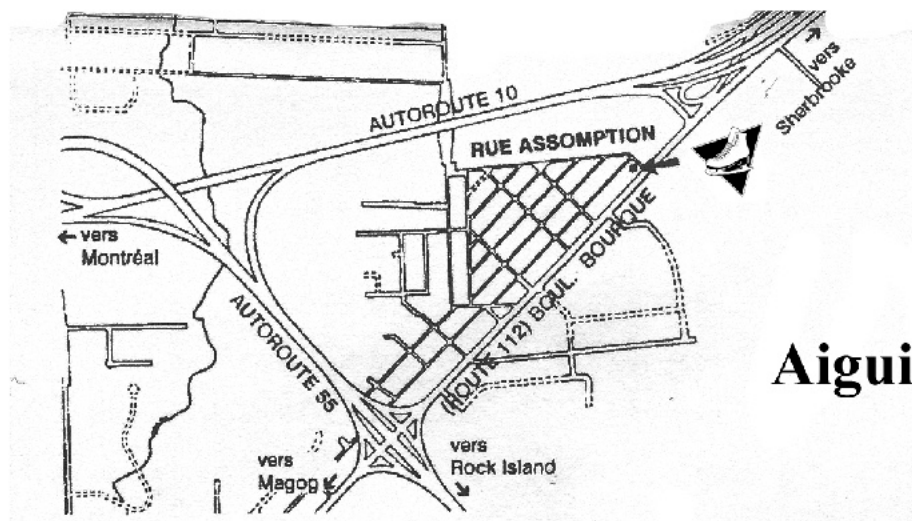 AUTOROUTE 10
vers
Sherbrooke
RUE ASSOMPTION
vers
Montréal
AUTOROUTE 55
(ROUTE 112) BOUL. BOURQUE
Aigui
vers
Magog
vers
Rock Island